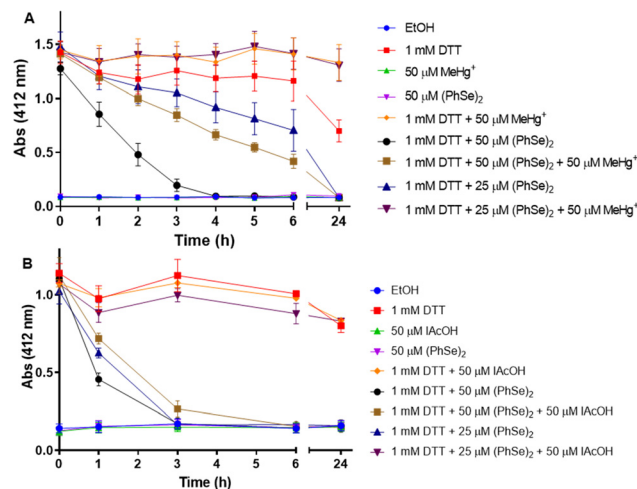 A
Abs (412 nm)
1.5
1.0
0.5
0.0
0 1 2 3 4 5 6 24
Time (h)
EtOH
1 mM DTT
50 µM MeHg⁺
50 µM (PhSe)₂
1 mM DTT + 50 µM MeHg⁺
1 mM DTT + 50 µM (PhSe)₂
1 mM DTT + 50 µM (PhSe)₂ + 50 µM MeHg⁺
1 mM DTT + 25 µM (PhSe)₂
1 mM DTT + 25 µM (PhSe)₂ + 50 µM MeHg⁺
B
Abs (412 nm)
1.0
0.5
0.0
0 1 2 3 4 5 6 24
Time (h)
EtOH
1 mM DTT
50 µM IAcOH
50 µM (PhSe)₂
1 mM DTT + 50 µM IAcOH
1 mM DTT + 50 µM (PhSe)₂
1 mM DTT + 50 µM (PhSe)₂ + 50 µM IAcOH
1 mM DTT + 25 µM (PhSe)₂
1 mM DTT + 25 µM (PhSe)₂ + 50 µM IAcOH